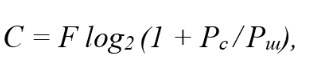 C = F log₂ (1 + Pс/Pш),